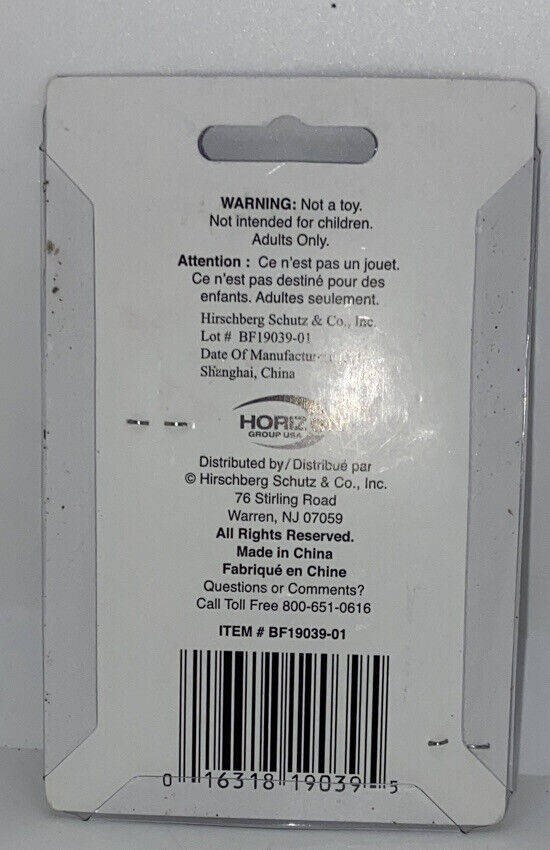 WARNING: Not a toy.
Not intended for children.
Adults Only.
Attention : Ce n'est pas un jouet.
Ce n'est pas destiné pour des
enfants. Adultes seulement.
Hirschberg Schutz & Co., Inc.
Lot # BF19039-01
Date Of
Shanghai, China
HORIZON
GROUP USA
Distributed by/Distribué par
© Hirschberg Schutz & Co., Inc.
76 Stirling Road
Warren, NJ 07059
All Rights Reserved.
Made in China
Fabriqué en Chine
Questions or Comments?
Call Toll Free 800-651-0616
ITEM # BF19039-01
0 16318 19039 5